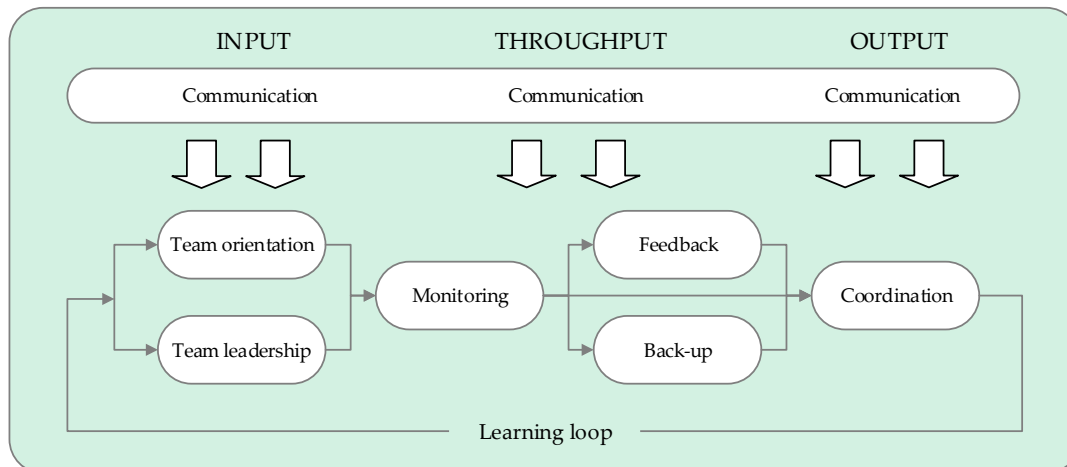 INPUT THROUGHPUT OUTPUT
Communication Communication Communication
Team orientation Feedback
Monitoring Coordination
Team leadership Back-up
Learning loop